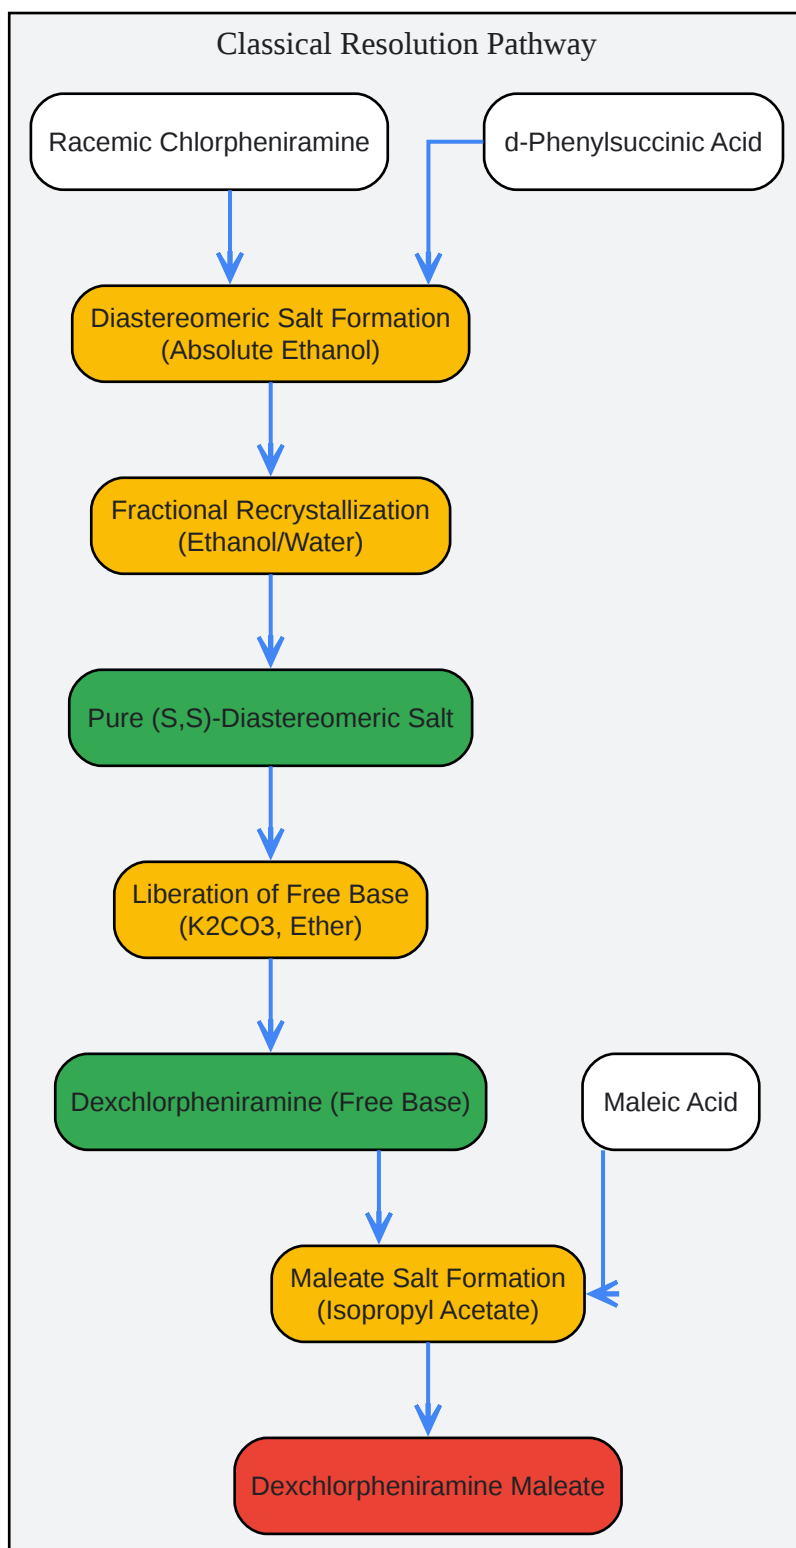 Classical Resolution Pathway
Racemic Chlorpheniramine
d-Phenylsuccinic Acid
Diastereomeric Salt Formation
(Absolute Ethanol)
Fractional Recrystallization
(Ethanol/Water)
Pure (S,S)-Diastereomeric Salt
Liberation of Free Base
(K2CO3, Ether)
Dexchlorpheniramine (Free Base)
Maleic Acid
Maleate Salt Formation
(Isopropyl Acetate)
Dexchlorpheniramine Maleate